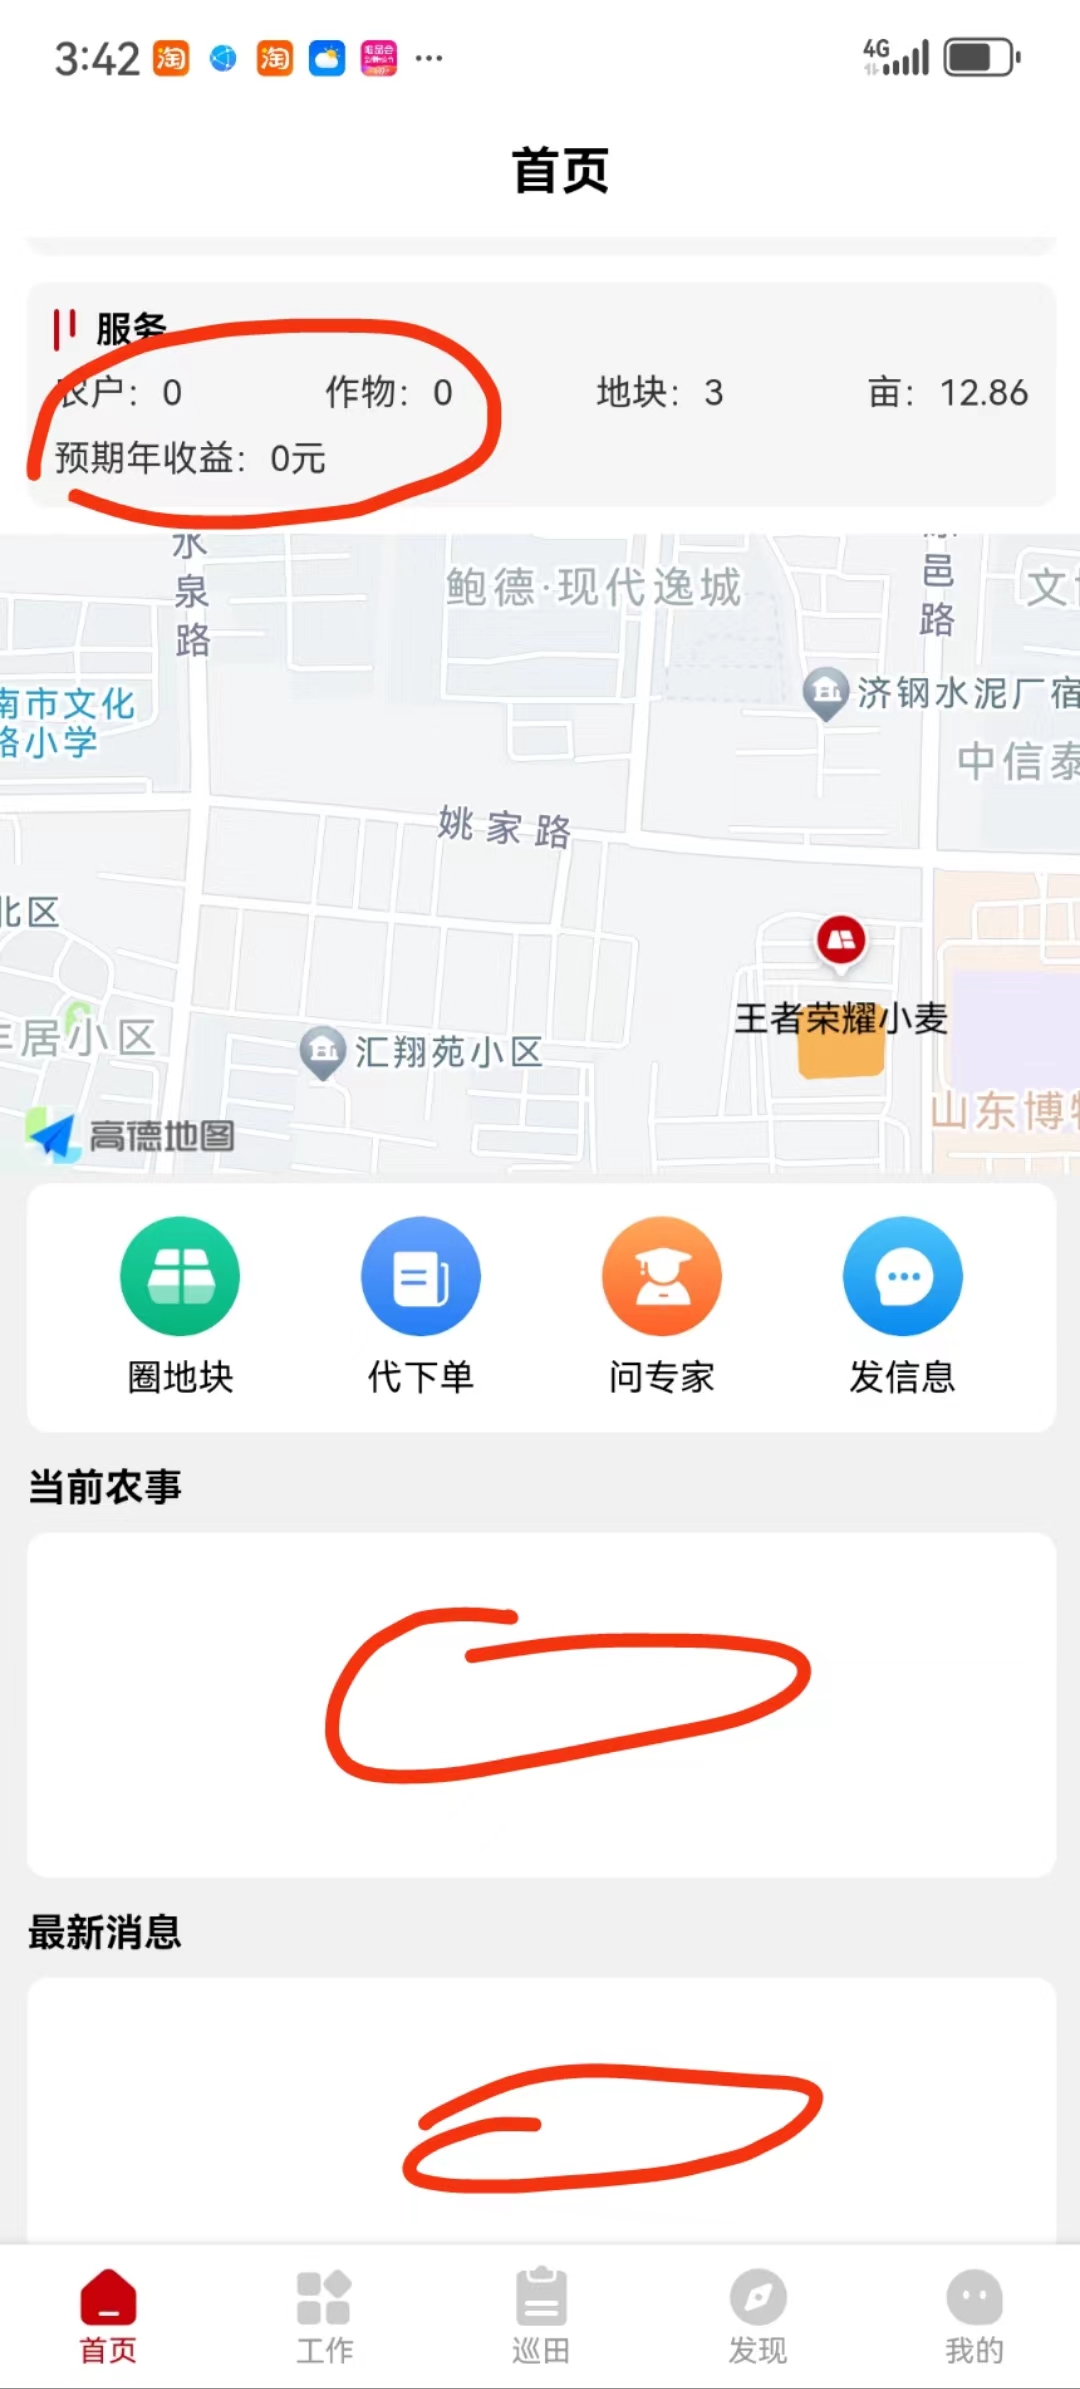 3:42 淘 淘 唯品会 ... 4G
首页
服务
农户：0 作物：0 地块：3 亩：12.86
预期年收益：0元
水泉路
鲍德·现代逸城
邑路
文
南市文化
路小学
济钢水泥厂宿
中信泰
姚家路
北区
王者荣耀小麦
居小区
汇翔苑小区
山东博物
高德地图
圈地块 代下单 问专家 发信息
当前农事
最新消息
首页 工作 巡田 发现 我的